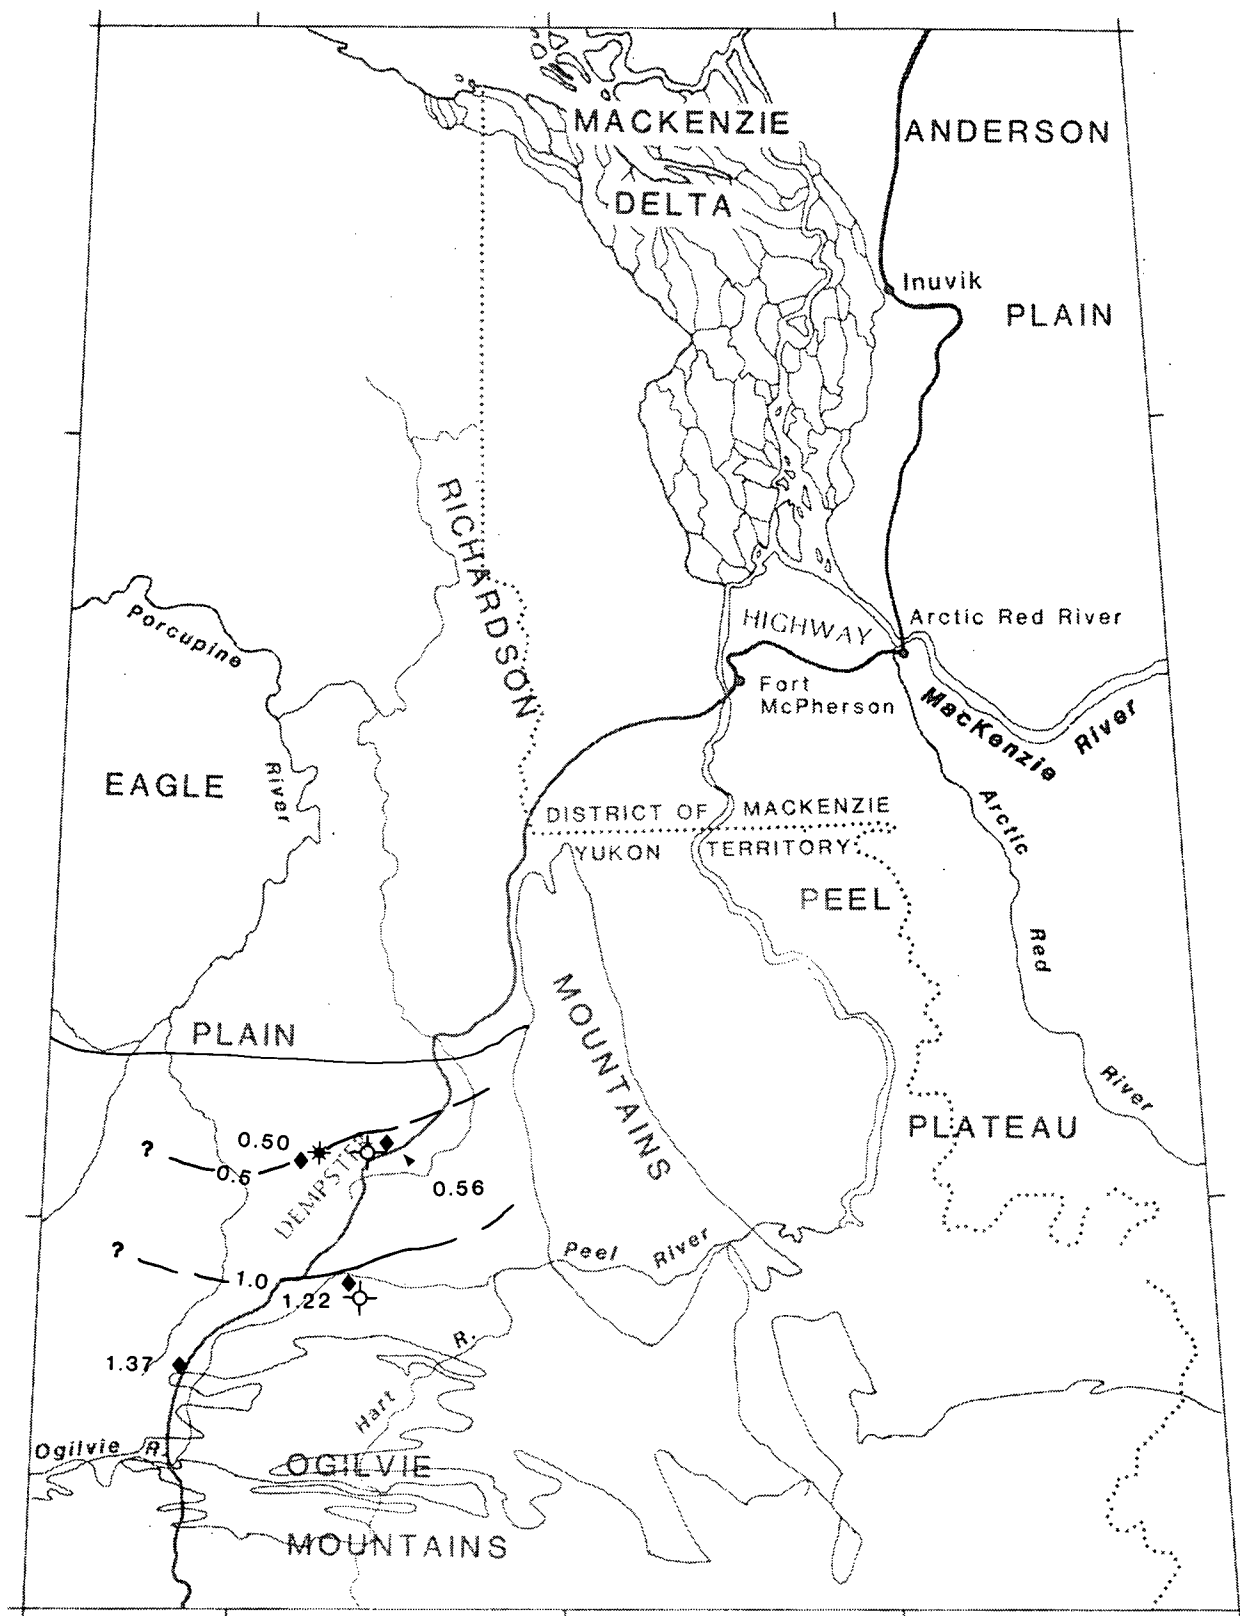 MACKENZIE
DELTA
ANDERSON
PLAIN
Inuvik
RICHARDSON
MOUNTAINS
Porcupine
River
HIGHWAY
Arctic Red River
Fort
McPherson
MacKenzie River
EAGLE
PLAIN
DISTRICT OF MACKENZIE
YUKON TERRITORY
Arctic
Red
River
PEEL
PLATEAU
?
0.50
0.6
DEMPSTER
0.56
?
1.0
1.22
Peel River
1.37
Hart R.
Ogilvie R.
OGILVIE
MOUNTAINS